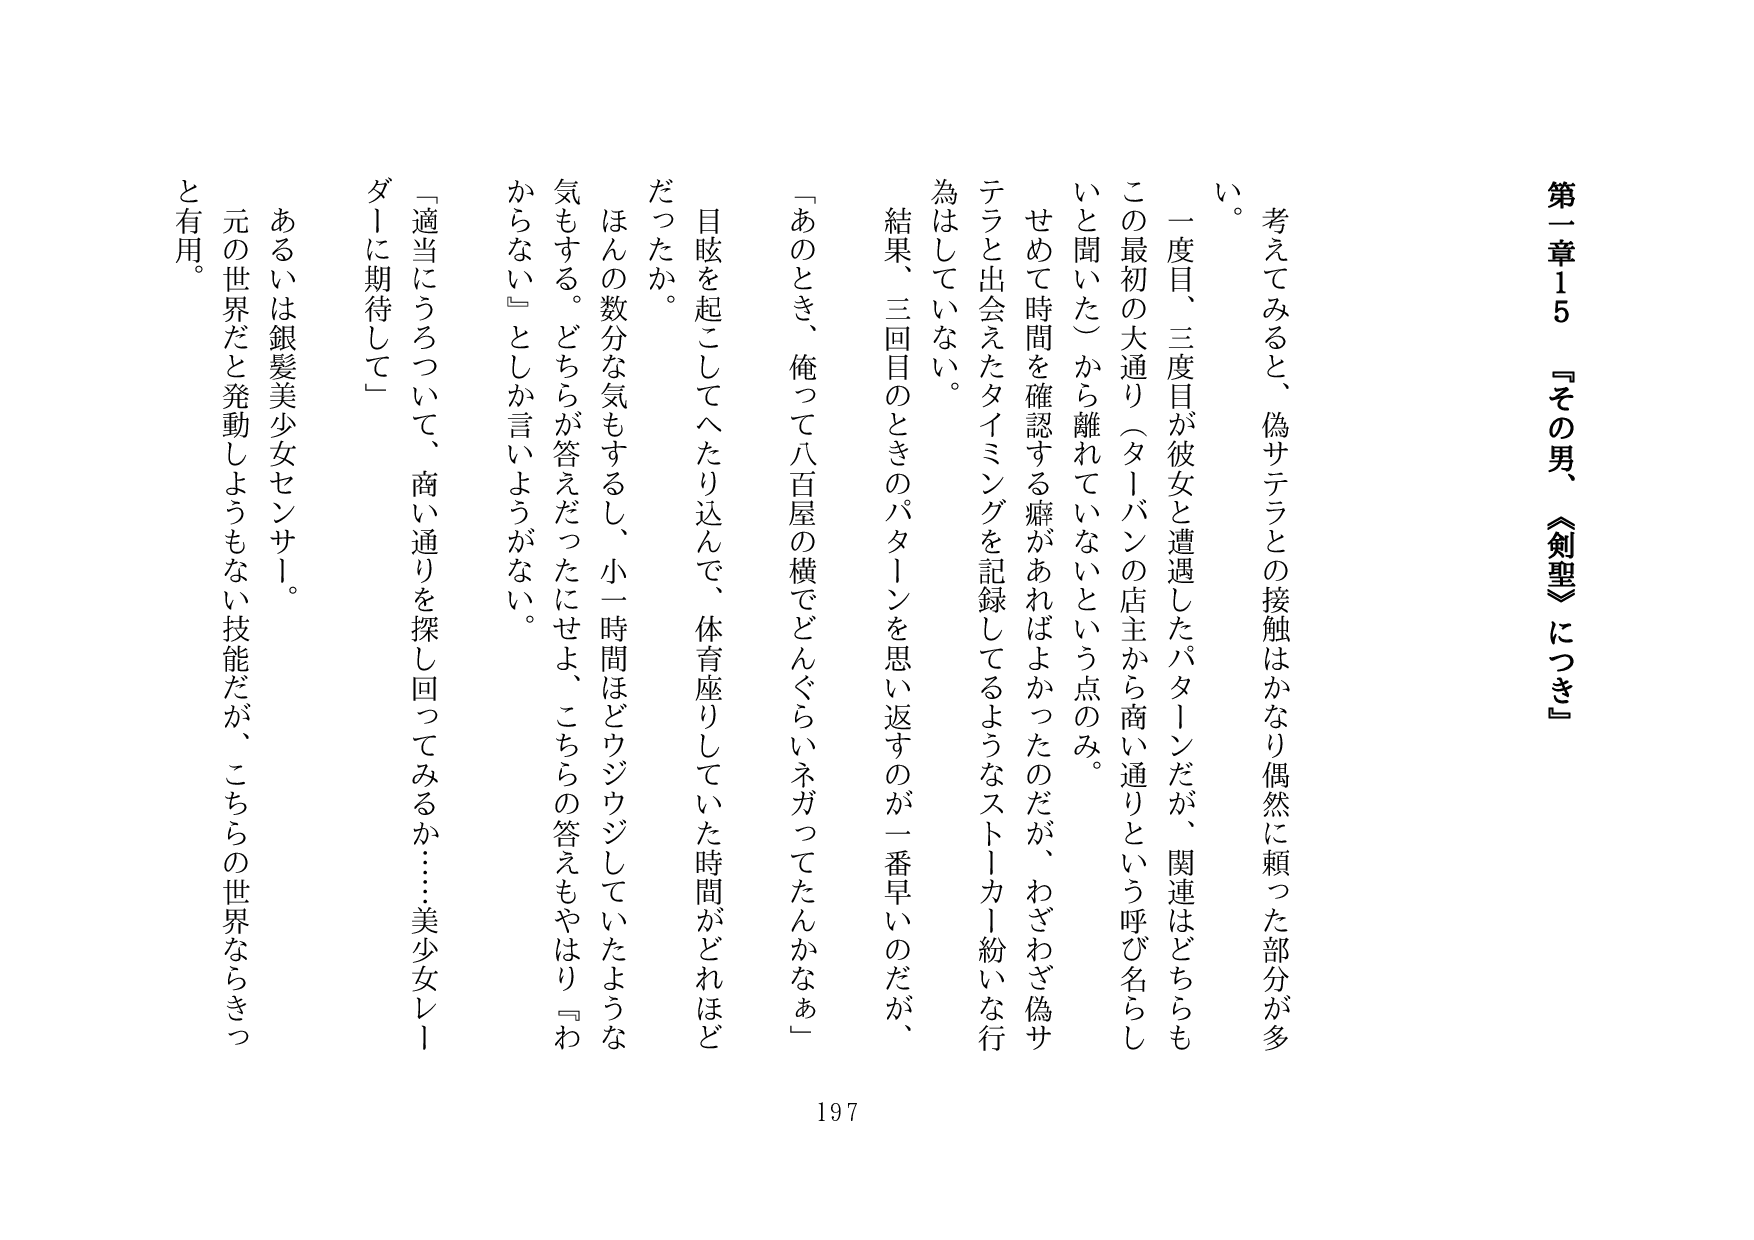 第一章15　『その男、《剣聖》につき』
　考えてみると、偽サテラとの接触はかなり偶然に頼った部分が多
い。
　一度目、三度目が彼女と遭遇したパターンだが、関連はどちらも
この最初の大通り（ターバンの店主から商い通りという呼び名らし
いと聞いた）から離れていないという点のみ。
　せめて時間を確認する癖があればよかったのだが、わざわざ偽サ
テラと出会えたタイミングを記録してるようなストーカー紛いな行
為はしていない。
　結果、三回目のときのパターンを思い返すのが一番早いのだが、
「あのとき、俺って八百屋の横でどんぐらいネガってたんかなぁ」
　目眩を起こしてへたり込んで、体育座りしていた時間がどれほど
だったか。
　ほんの数分な気もするし、小一時間ほどウジウジしていたような
気もする。どちらが答えだったにせよ、こちらの答えもやはり『わ
からない』としか言いようがない。
「適当にうろついて、商い通りを探し回ってみるか……美少女レー
ダーに期待して」
　あるいは銀髪美少女センサー。
　元の世界だと発動しようもない技能だが、こちらの世界ならきっ
と有用。
197